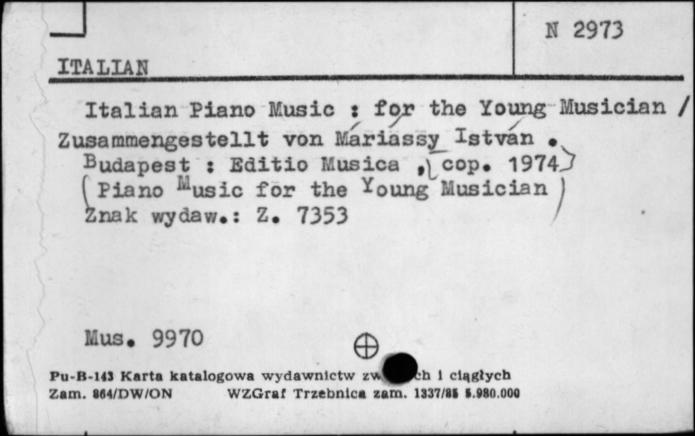 N 2973
ITALIAN
Italian Piano Music : for the Young Musician /
Zusammengestellt von Máriássy István .
Budapest : Editio Musica , [cop. 1974]
(Piano Music for the Young Musician)
Znak wydaw.: Z. 7353
Mus. 9970
Pu-B-143 Karta katalogowa wydawnictw i ciągłych
Zam. 864/DW/ON WZGraf Trzebnica zam. 1337/85 5.980.000